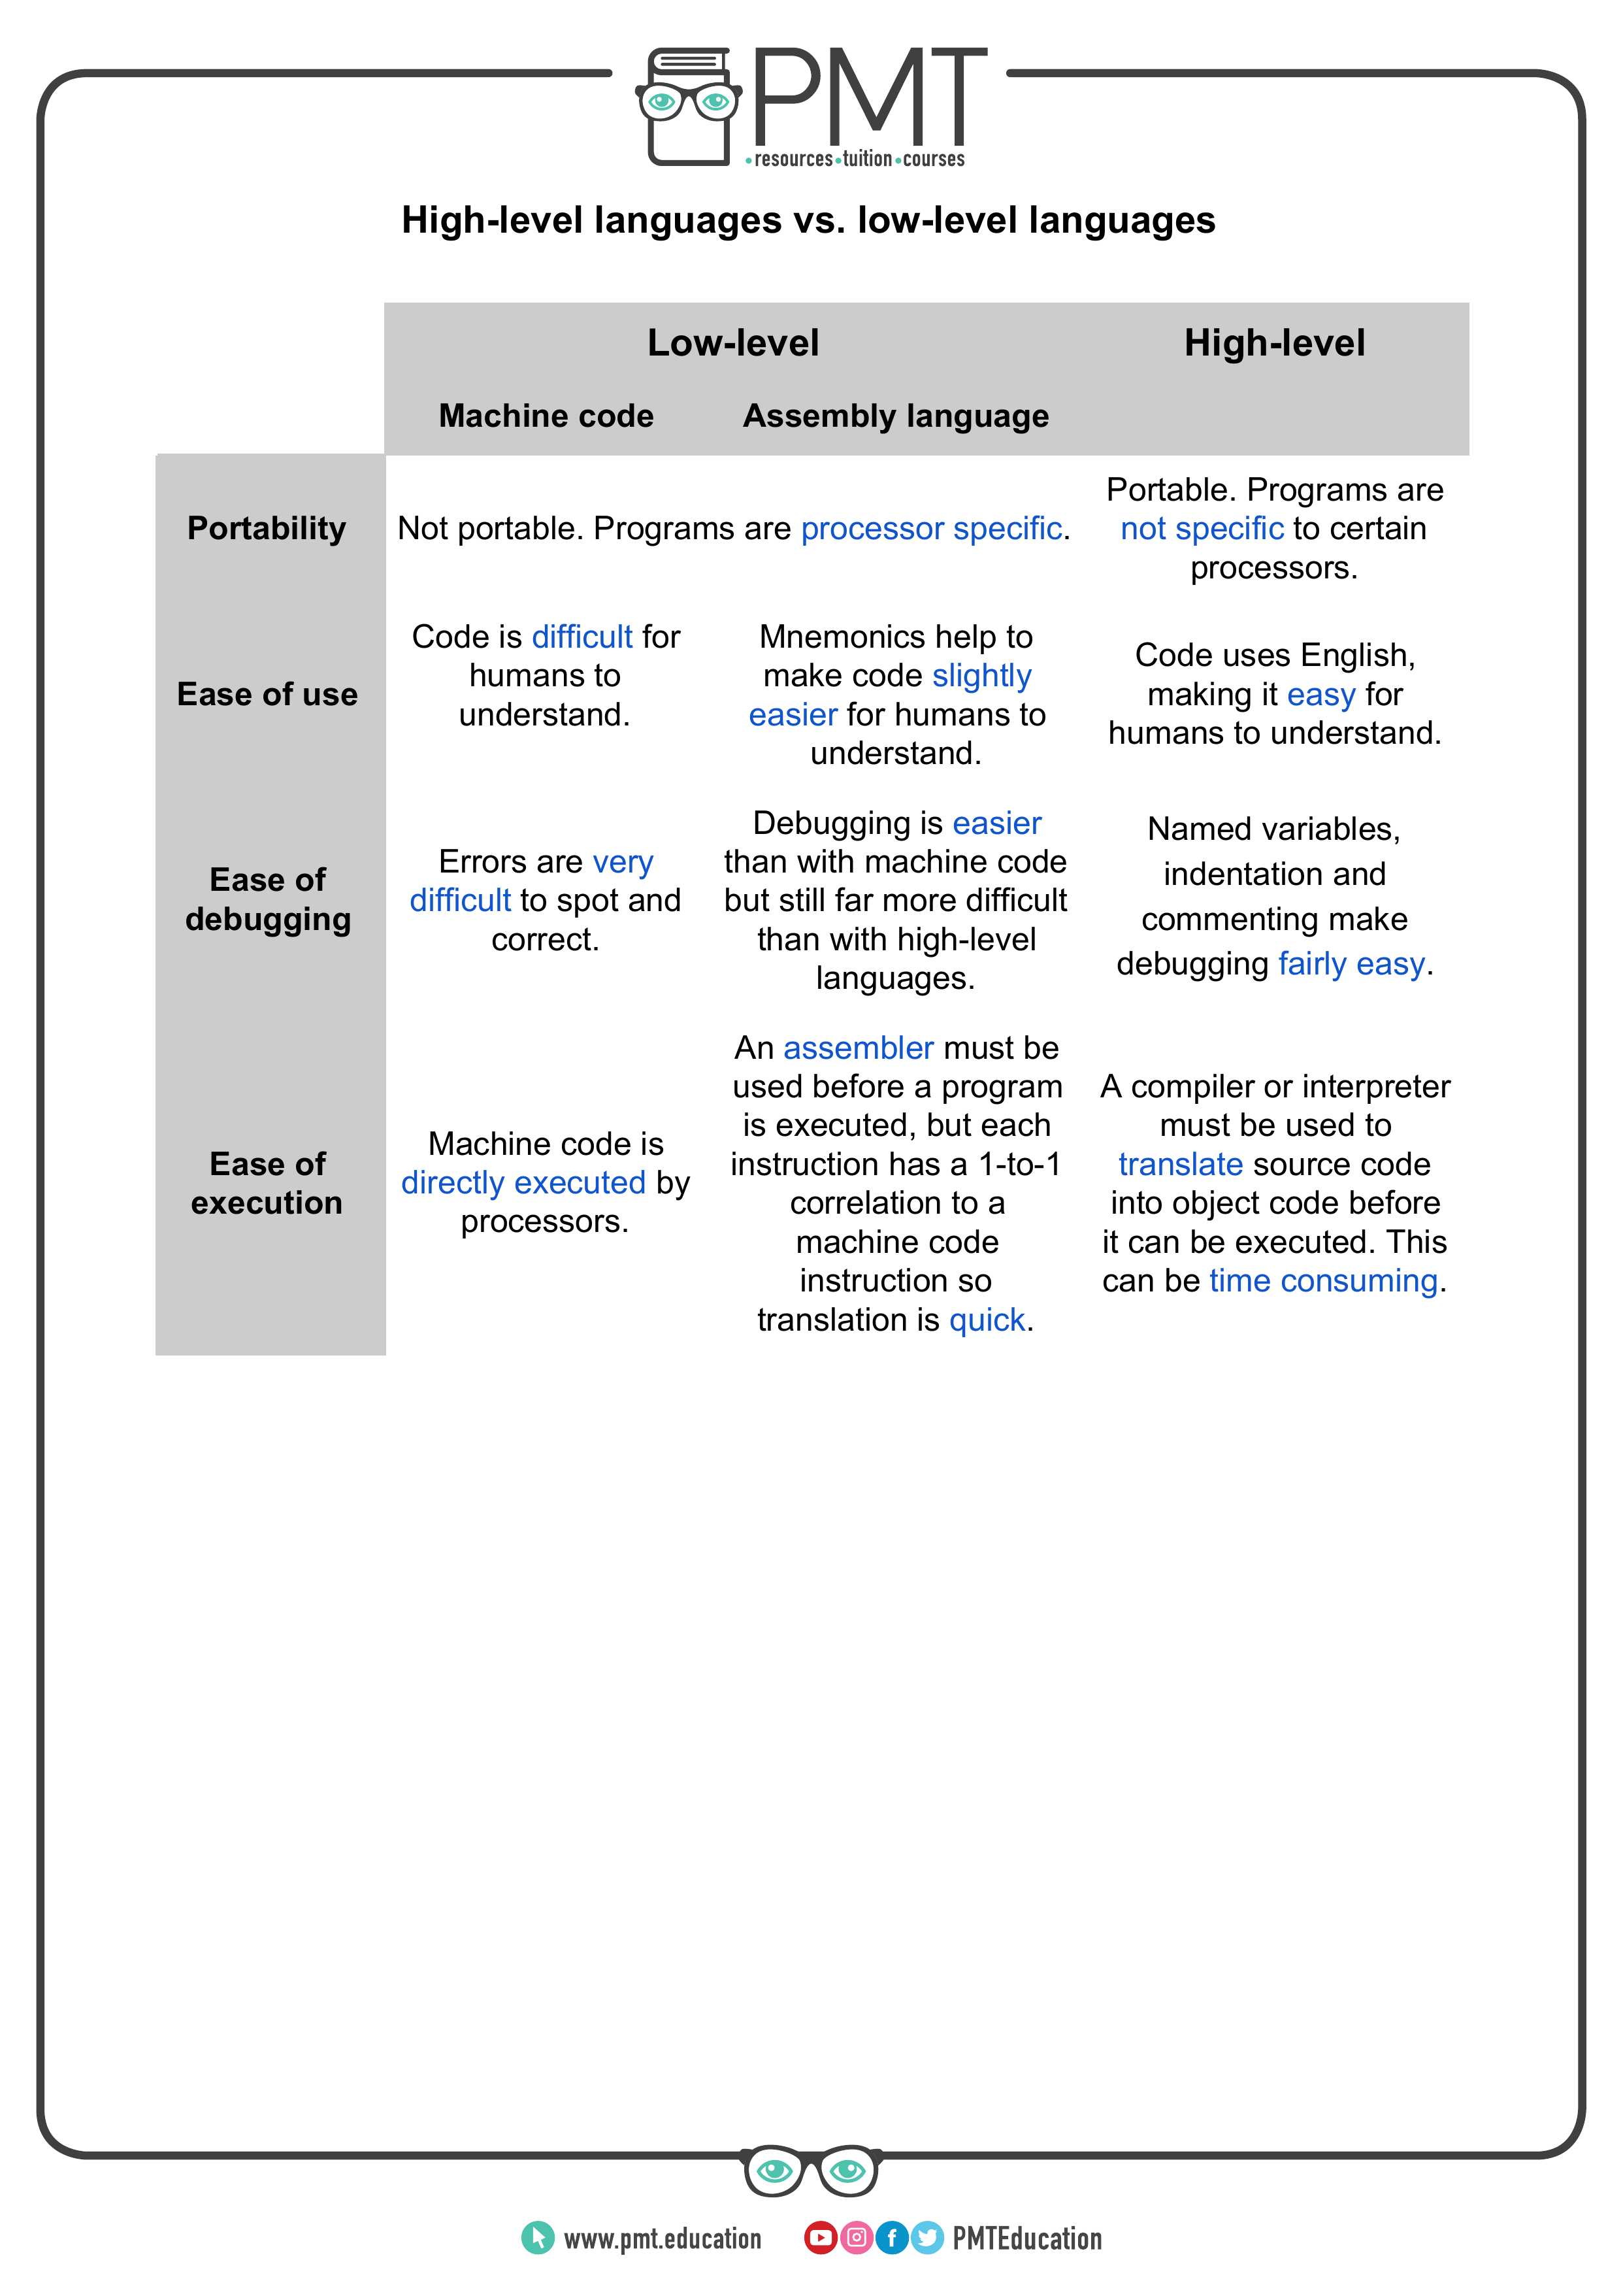 PMT
resources tuition courses
High-level languages vs. low-level languages
Low-level High-level
Machine code Assembly language
Portability
Not portable. Programs are processor specific.
Portable. Programs are
not specific to certain
processors.
Ease of use
Code is difficult for
humans to
understand.
Mnemonics help to
make code slightly
easier for humans to
understand.
Code uses English,
making it easy for
humans to understand.
Ease of
debugging
Errors are very
difficult to spot and
correct.
Debugging is easier
than with machine code
but still far more difficult
than with high-level
languages.
Named variables,
indentation and
commenting make
debugging fairly easy.
Ease of
execution
Machine code is
directly executed by
processors.
An assembler must be
used before a program
is executed, but each
instruction has a 1-to-1
correlation to a
machine code
instruction so
translation is quick.
A compiler or interpreter
must be used to
translate source code
into object code before
it can be executed. This
can be time consuming.
www.pmt.education PMTEducation